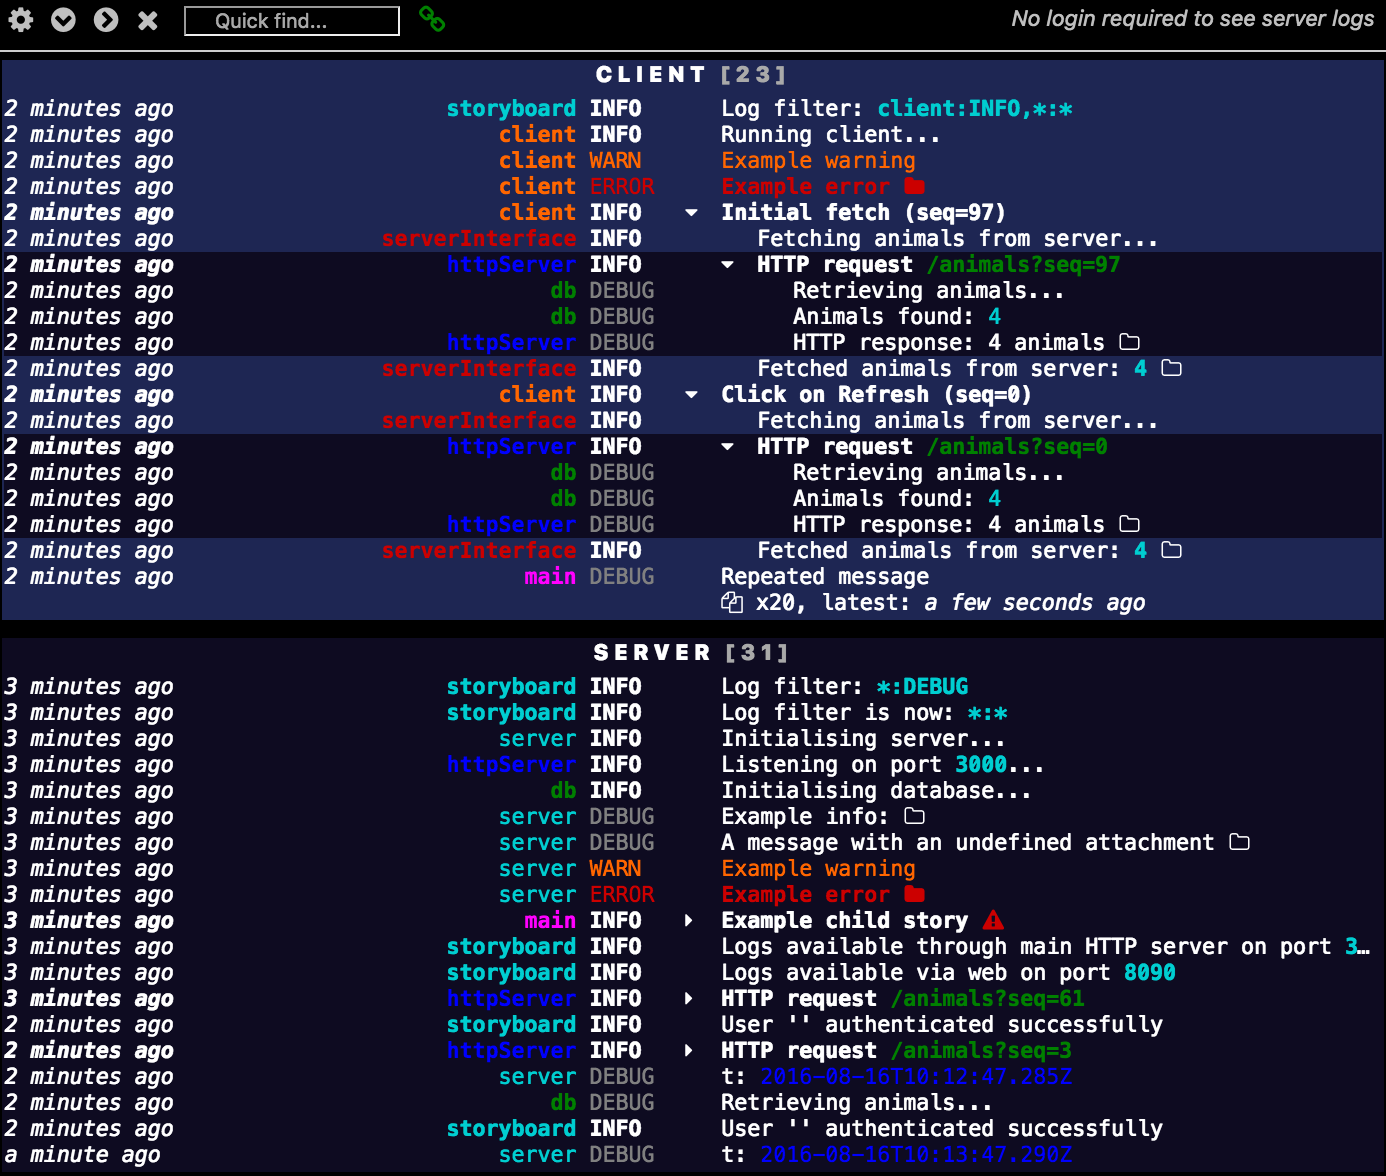 Quick find...
No login required to see server logs
CLIENT [23]
2 minutes ago storyboard INFO Log filter: client:INFO,*:*
2 minutes ago client INFO Running client...
2 minutes ago client WARN Example warning
2 minutes ago client ERROR Example error
2 minutes ago client INFO Initial fetch (seq=97)
2 minutes ago serverInterface INFO Fetching animals from server...
2 minutes ago httpServer INFO HTTP request /animals?seq=97
2 minutes ago db DEBUG Retrieving animals...
2 minutes ago db DEBUG Animals found: 4
2 minutes ago httpServer DEBUG HTTP response: 4 animals
2 minutes ago serverInterface INFO Fetched animals from server: 4
2 minutes ago client INFO Click on Refresh (seq=0)
2 minutes ago serverInterface INFO Fetching animals from server...
2 minutes ago httpServer INFO HTTP request /animals?seq=0
2 minutes ago db DEBUG Retrieving animals...
2 minutes ago db DEBUG Animals found: 4
2 minutes ago httpServer DEBUG HTTP response: 4 animals
2 minutes ago serverInterface INFO Fetched animals from server: 4
2 minutes ago main DEBUG Repeated message
x20, latest: a few seconds ago
SERVER [31]
3 minutes ago storyboard INFO Log filter: *:DEBUG
3 minutes ago storyboard INFO Log filter is now: *:*
3 minutes ago server INFO Initialising server...
3 minutes ago httpServer INFO Listening on port 3000...
3 minutes ago db INFO Initialising database...
3 minutes ago server DEBUG Example info:
3 minutes ago server DEBUG A message with an undefined attachment
3 minutes ago server WARN Example warning
3 minutes ago server ERROR Example error
3 minutes ago main INFO Example child story
3 minutes ago storyboard INFO Logs available through main HTTP server on port 3…
3 minutes ago storyboard INFO Logs available via web on port 8090
3 minutes ago httpServer INFO HTTP request /animals?seq=61
2 minutes ago storyboard INFO User '' authenticated successfully
2 minutes ago httpServer INFO HTTP request /animals?seq=3
2 minutes ago server DEBUG t: 2016-08-16T10:12:47.285Z
2 minutes ago db DEBUG Retrieving animals...
2 minutes ago storyboard INFO User '' authenticated successfully
a minute ago server DEBUG t: 2016-08-16T10:13:47.290Z